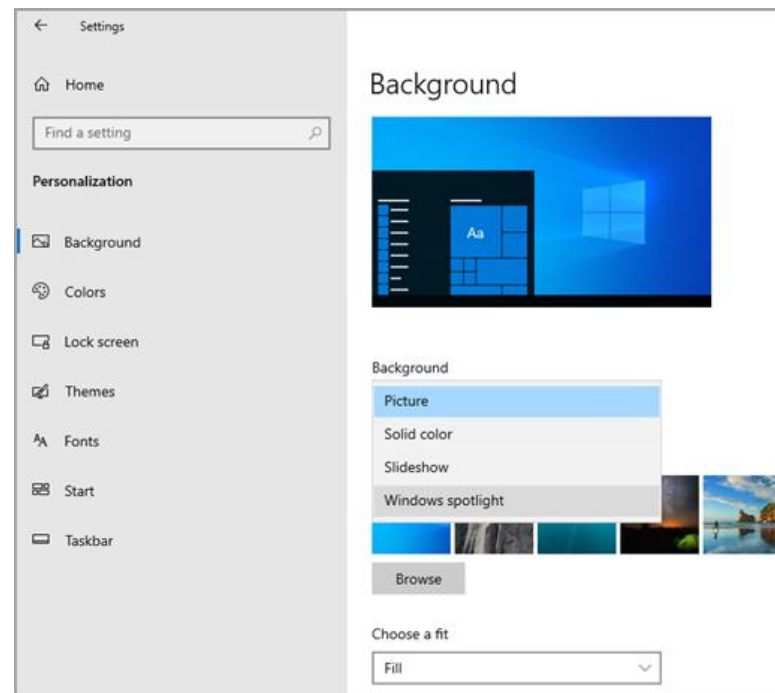 Settings
Home
Find a setting
Personalization
Background
Colors
Lock screen
Themes
Fonts
Start
Taskbar
Background
Aa
Background
Picture
Solid color
Slideshow
Windows spotlight
Browse
Choose a fit
Fill